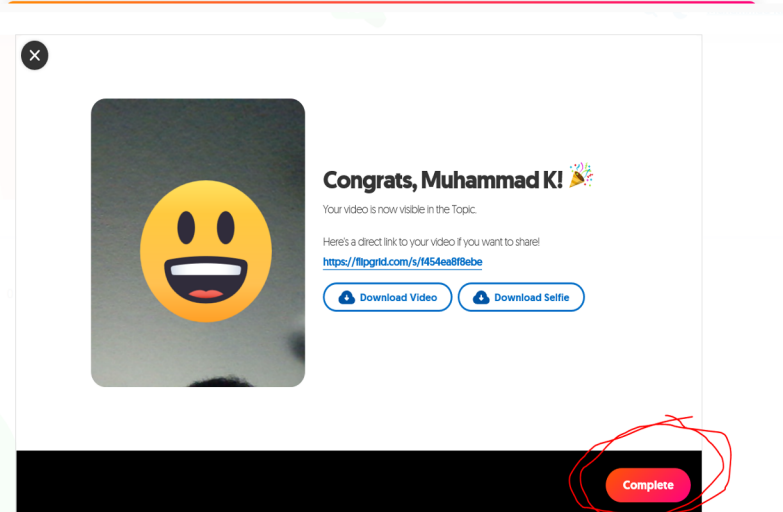 Congrats, Muhammad K!
Your video is now visible in the Topic.
Here's a direct link to your video if you want to share!
https://flipgrid.com/s/f454ea8f8ebe
Download Video
Download Selfie
Complete